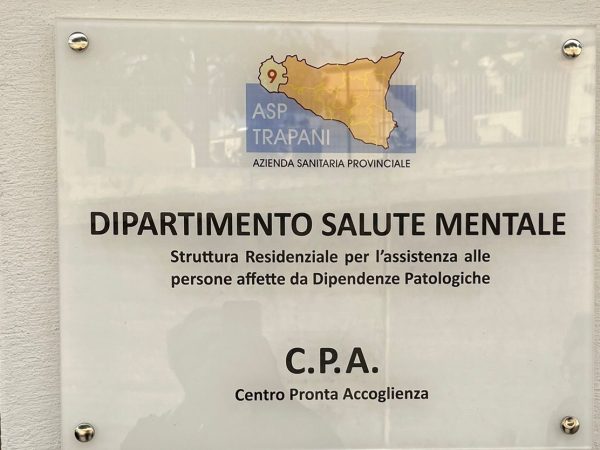 9
ASP
TRAPANI
AZIENDA SANITARIA PROVINCIALE
DIPARTIMENTO SALUTE MENTALE
Struttura Residenziale per l'assistenza alle
persone affette da Dipendenze Patologiche
C.P.A.
Centro Pronta Accoglienza